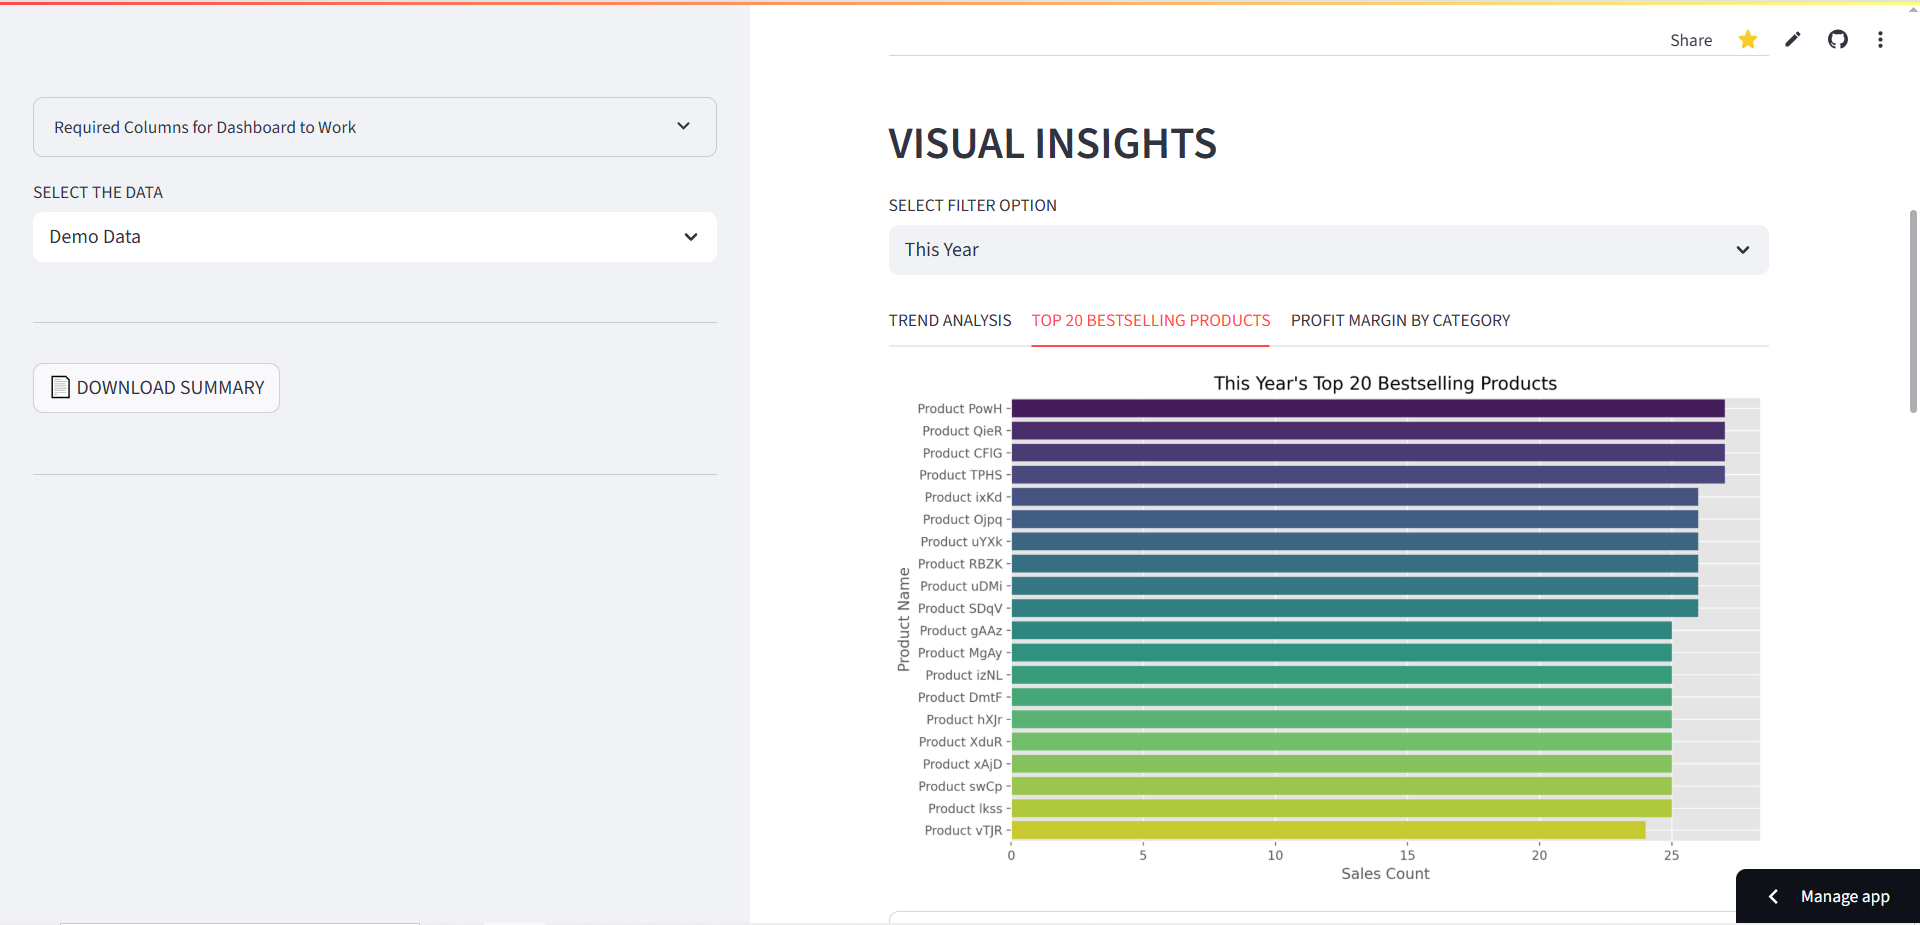 Share
Required Columns for Dashboard to Work
SELECT THE DATA
Demo Data
DOWNLOAD SUMMARY
VISUAL INSIGHTS
SELECT FILTER OPTION
This Year
TREND ANALYSIS TOP 20 BESTSELLING PRODUCTS PROFIT MARGIN BY CATEGORY
This Year's Top 20 Bestselling Products
Product Name
Product PowH
Product QieR
Product CFIG
Product TPHS
Product ixKd
Product Ojpq
Product uYXk
Product RBZK
Product uDMi
Product SDqV
Product gAAz
Product MgAy
Product izNL
Product DmtF
Product hXJr
Product XduR
Product xAjD
Product swCp
Product lkss
Product vTJR
0 5 10 15 20 25
Sales Count
Manage app